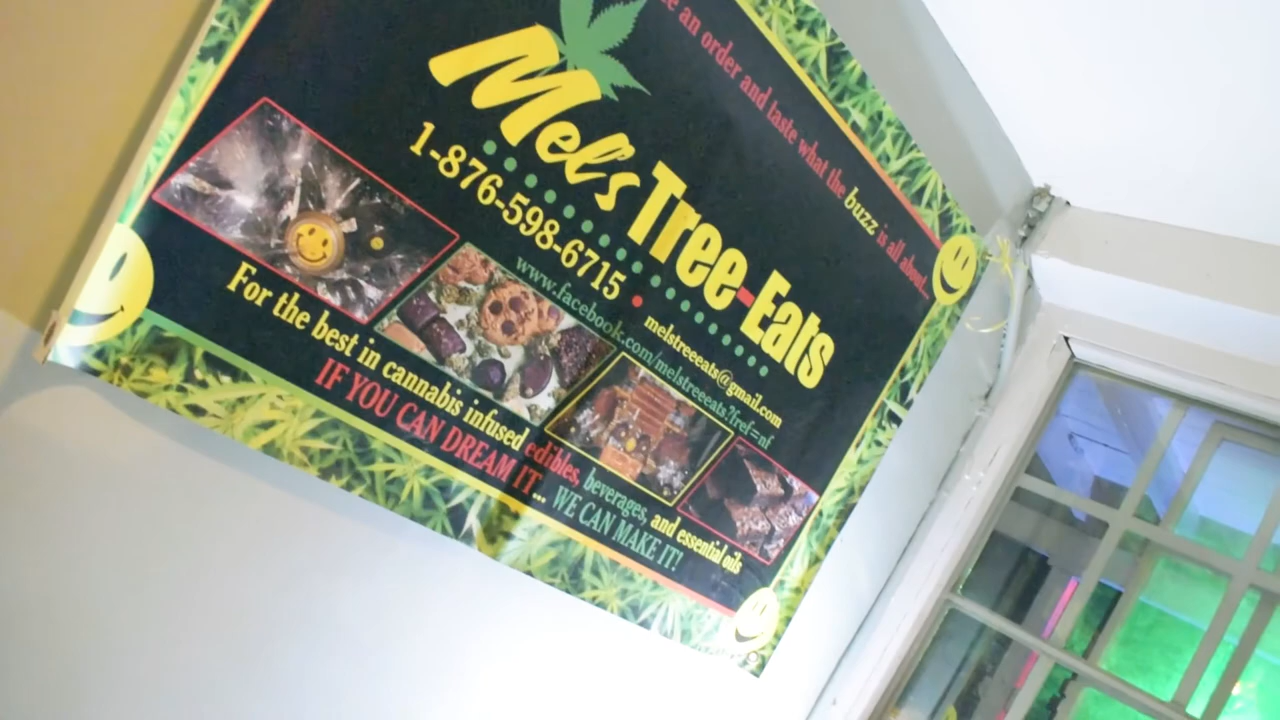 an order and taste what the buzz is all about...
Mel's Tree-Eats
1-876-598-6715 • melstreeeats@gmail.com
www.facebook.com/melstreeeats?fref=nf
For the best in cannabis infused edibles, beverages, and essential oils
IF YOU CAN DREAM IT... WE CAN MAKE IT!